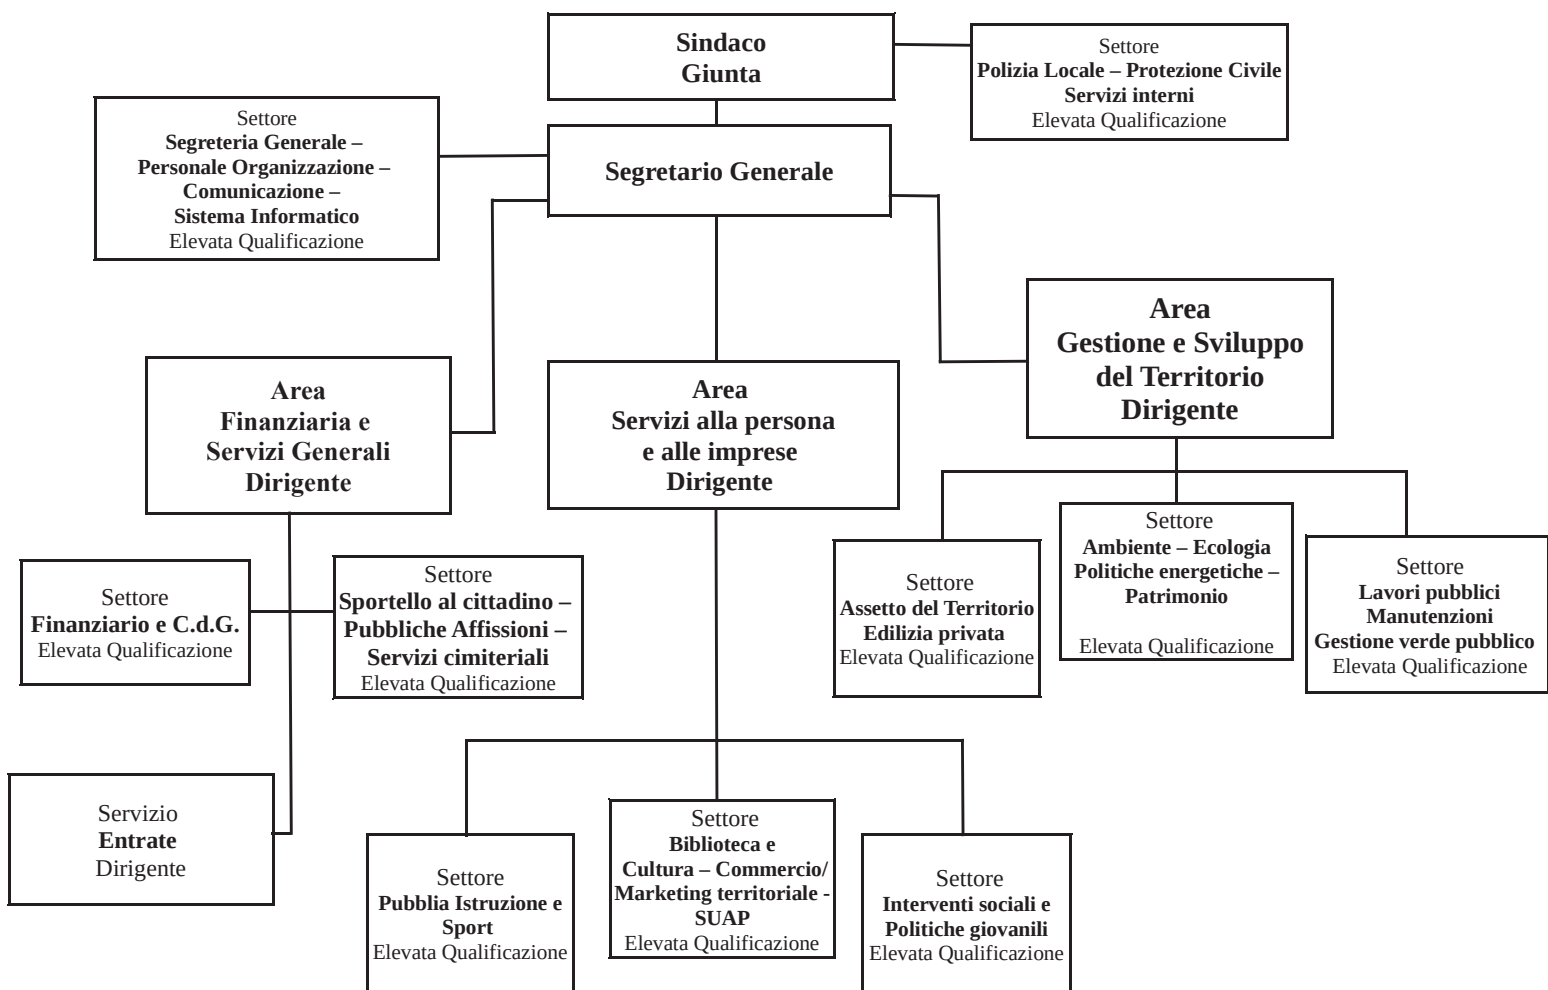 Sindaco
Giunta
Settore
Polizia Locale – Protezione Civile
Servizi interni
Elevata Qualificazione
Settore
Segreteria Generale –
Personale Organizzazione –
Comunicazione –
Sistema Informatico
Elevata Qualificazione
Segretario Generale
Area
Gestione e Sviluppo
del Territorio
Dirigente
Area
Finanziaria e
Servizi Generali
Dirigente
Area
Servizi alla persona
e alle imprese
Dirigente
Settore
Finanziario e C.d.G.
Elevata Qualificazione
Settore
Sportello al cittadino –
Pubbliche Affissioni –
Servizi cimiteriali
Elevata Qualificazione
Settore
Assetto del Territorio
Edilizia privata
Elevata Qualificazione
Settore
Ambiente – Ecologia
Politiche energetiche –
Patrimonio
Elevata Qualificazione
Settore
Lavori pubblici
Manutenzioni
Gestione verde pubblico
Elevata Qualificazione
Servizio
Entrate
Dirigente
Settore
Pubblia Istruzione e
Sport
Elevata Qualificazione
Settore
Biblioteca e
Cultura – Commercio/
Marketing territoriale -
SUAP
Elevata Qualificazione
Settore
Interventi sociali e
Politiche giovanili
Elevata Qualificazione